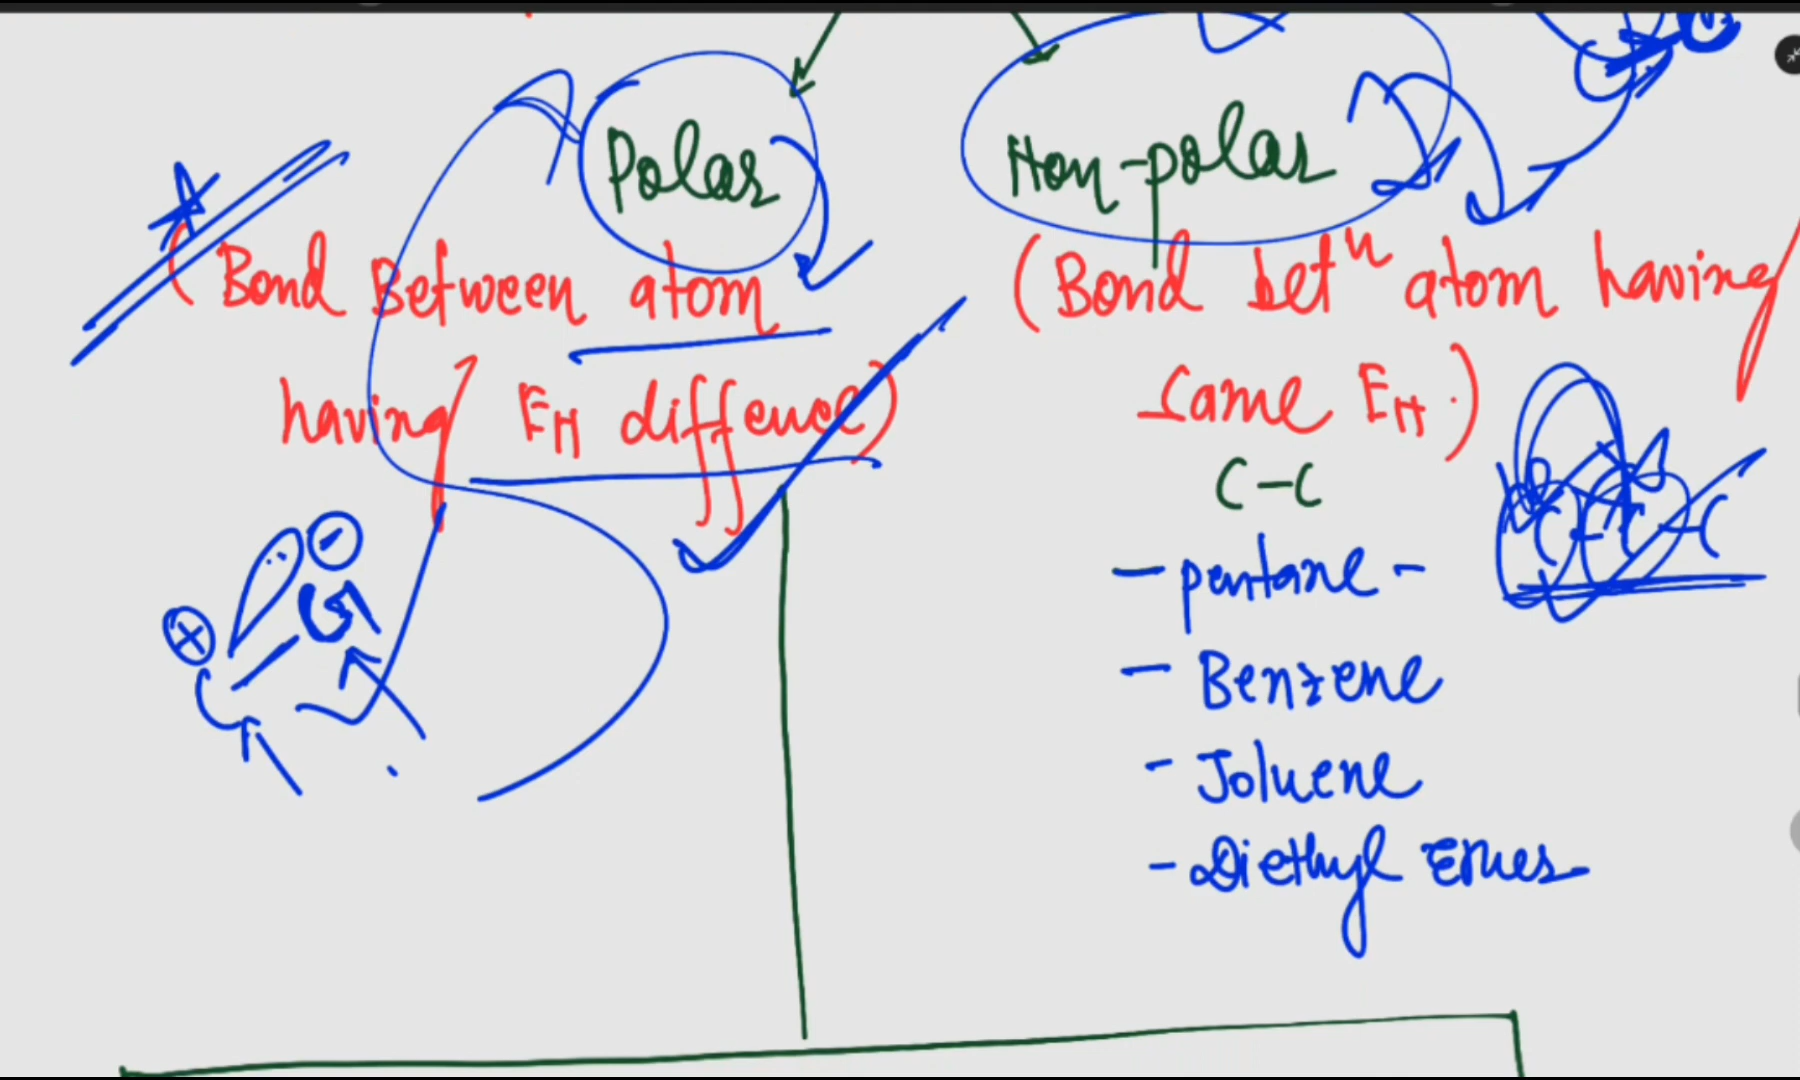 Polar
Non-polar
(Bond Between atom
having EN diffence)
(Bond betn atom having
same EN.)
C-C
- pentane -
- Benzene
- Toluene
- Diethyl Ether